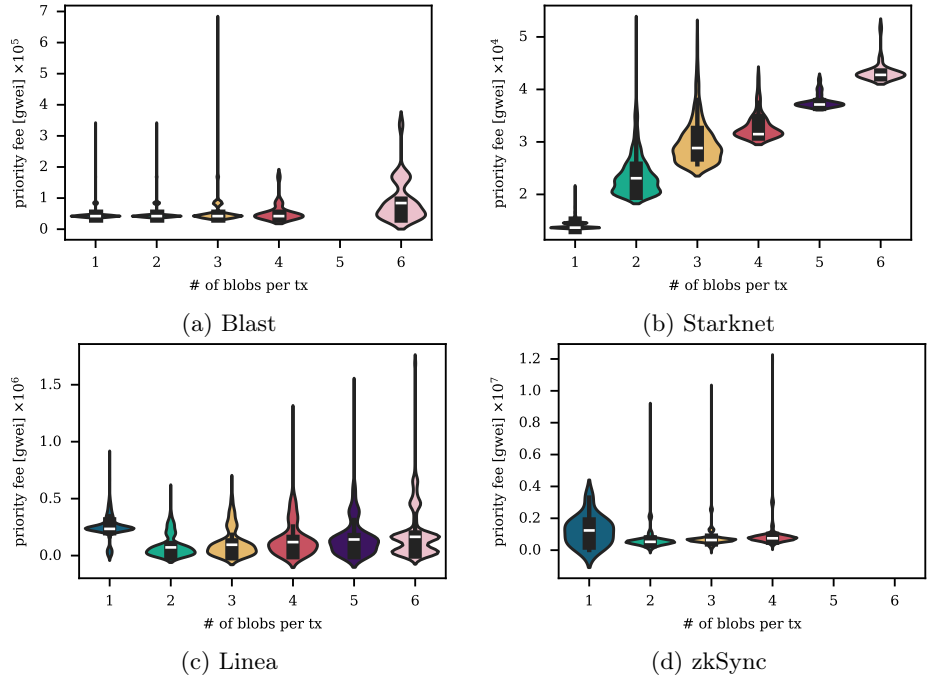 priority fee [gwei] ×10^5
7
6
5
4
3
2
1
0
1 2 3 4 5 6
# of blobs per tx
(a) Blast
priority fee [gwei] ×10^4
5
4
3
2
1 2 3 4 5 6
# of blobs per tx
(b) Starknet
priority fee [gwei] ×10^6
1.5
1.0
0.5
0.0
1 2 3 4 5 6
# of blobs per tx
(c) Linea
priority fee [gwei] ×10^7
1.2
1.0
0.8
0.6
0.4
0.2
0.0
1 2 3 4 5 6
# of blobs per tx
(d) zkSync